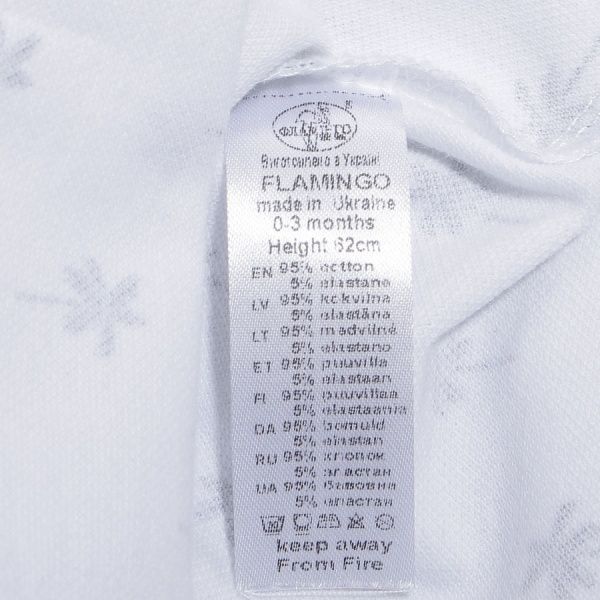 ФЛАМІНГО
Виготовлено в Україні
FLAMINGO
made in Ukraine
0-3 months
Height 62cm
EN 95% cotton
5% elastane
LV 95% kokvilna
5% elastāna
LT 95% medvilnė
5% elastano
ET 95% puuvilla
5% elastaan
FI 95% puuvillaa
5% elastaania
DA 95% bomuld
5% elastan
RU 95% хлопок
5% эластан
UA 95% бавовна
5% еластан
keep away
From Fire